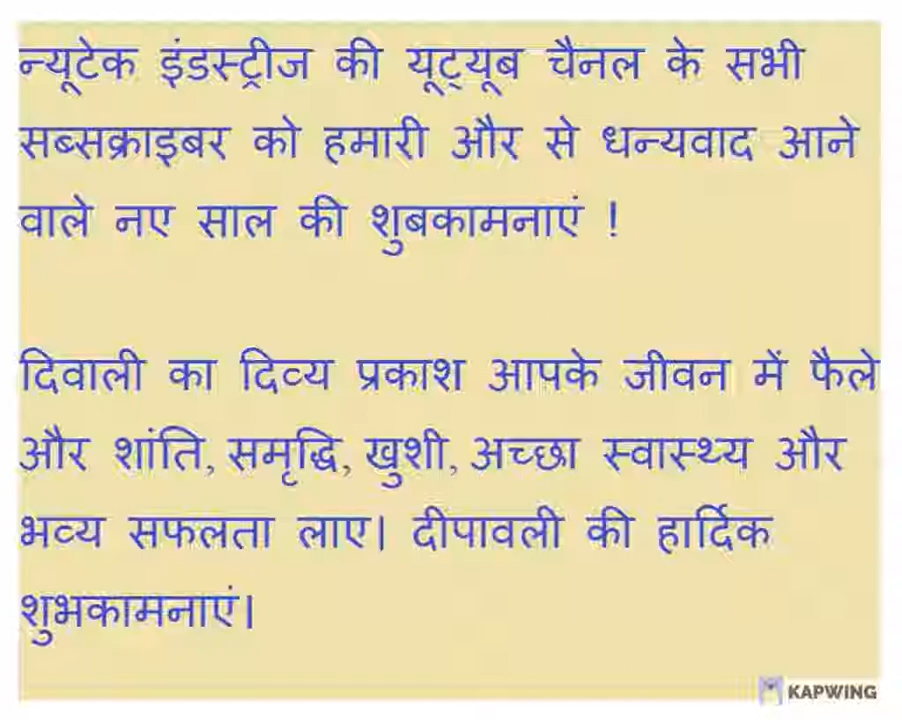 न्यूटेक इंडस्ट्रीज की यूट्यूब चैनल के सभी
सब्सक्राइबर को हमारी और से धन्यवाद आने
वाले नए साल की शुबकामनाएं !
दिवाली का दिव्य प्रकाश आपके जीवन में फैले
और शांति, समृद्धि, खुशी, अच्छा स्वास्थ्य और
भव्य सफलता लाए। दीपावली की हार्दिक
शुभकामनाएं।
KAPWING